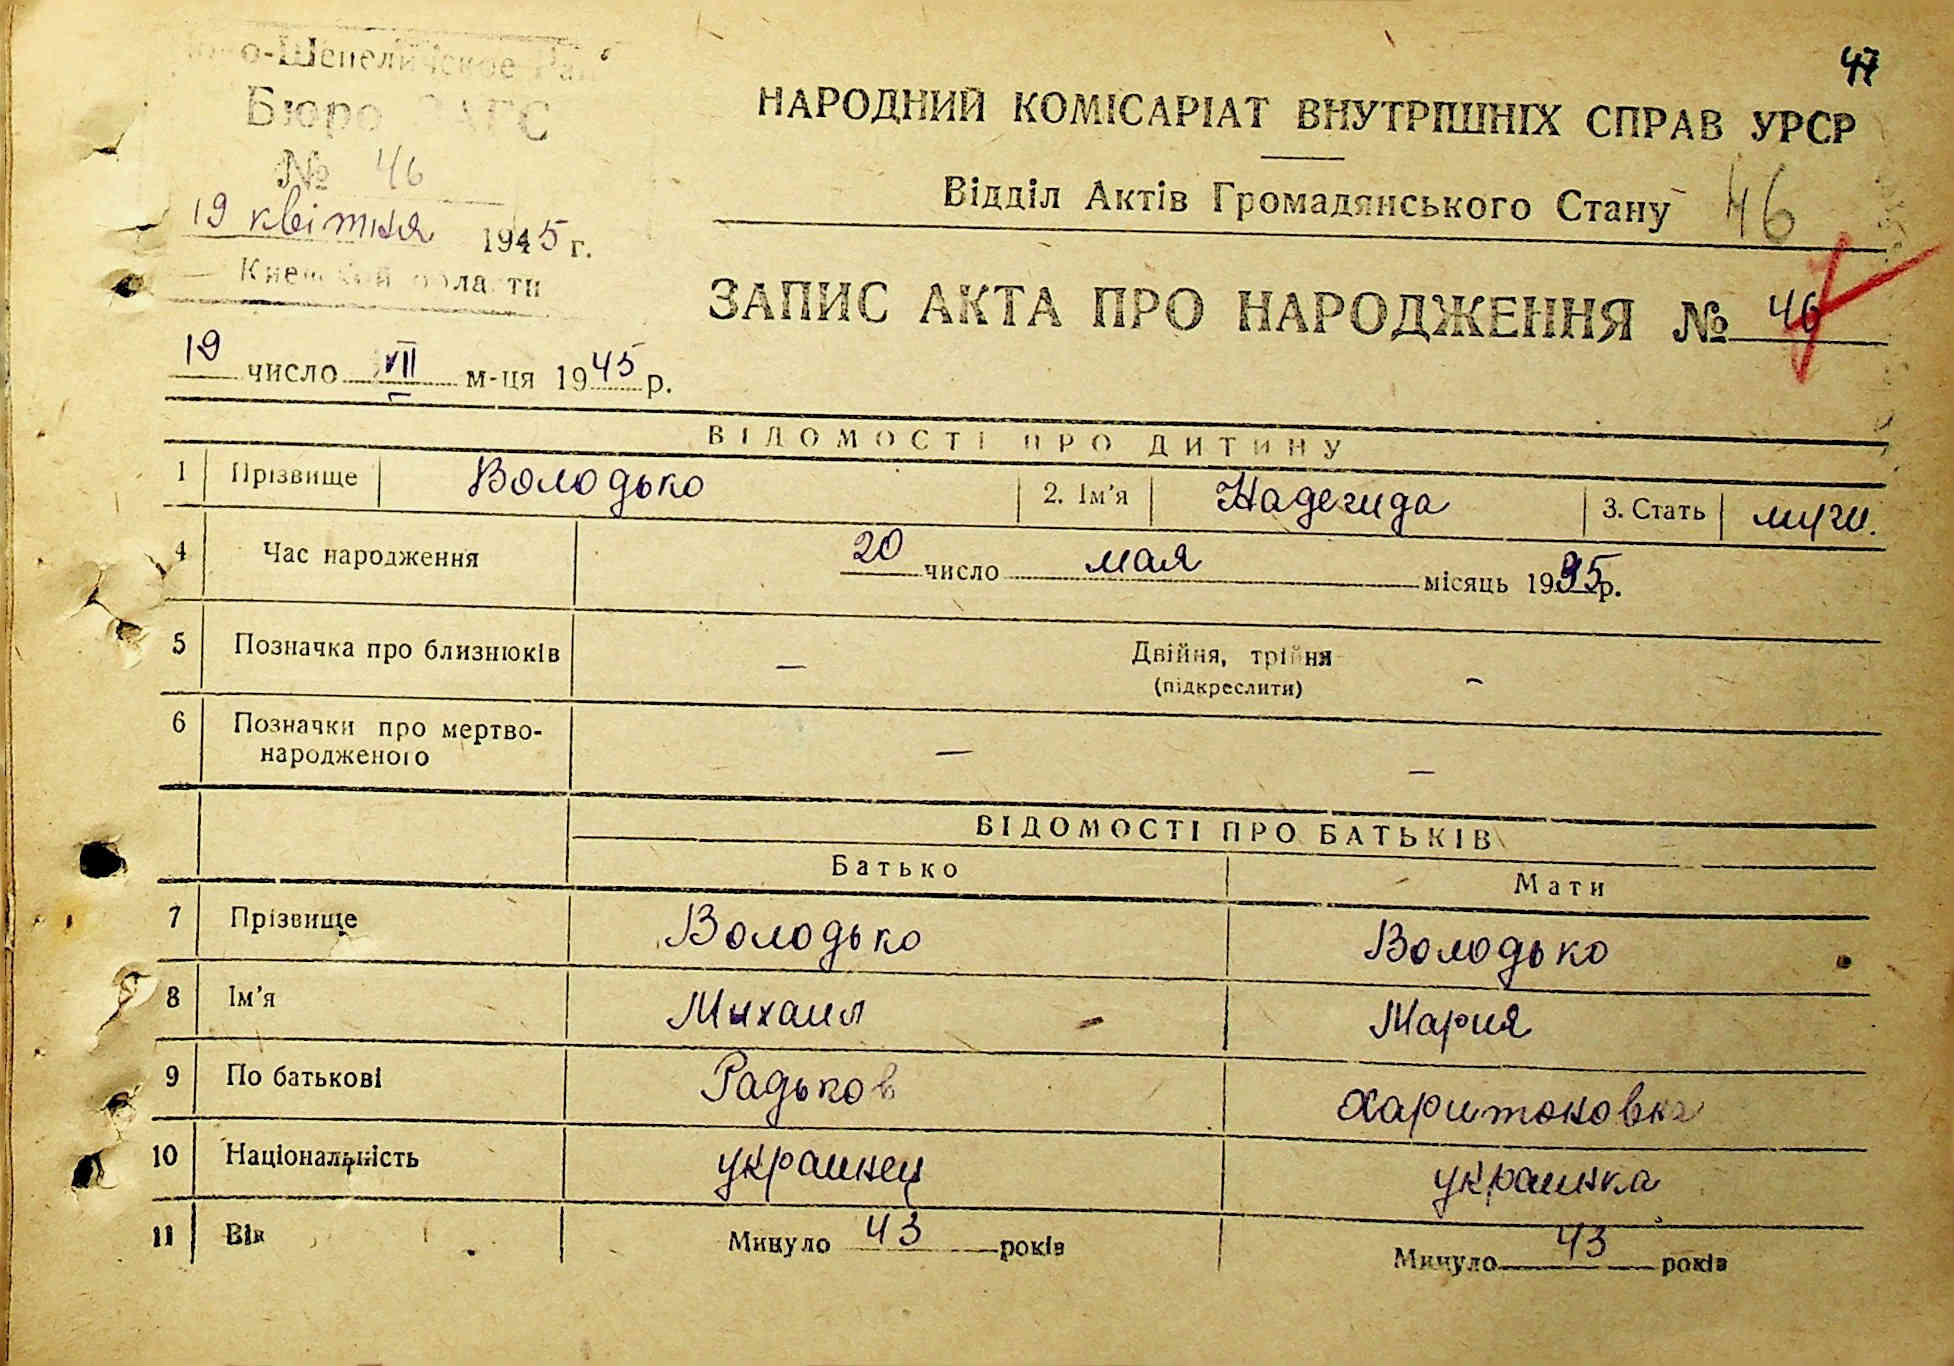 47
о-Шепелическое Рай
Бюро ЗАГС
№ 46
19 квітня 1945 г.
Киевской области
НАРОДНИЙ КОМІСАРІАТ ВНУТРІШНІХ СПРАВ УРСР
Відділ Актів Громадянського Стану 46
ЗАПИС АКТА ПРО НАРОДЖЕННЯ № 46
19 число VII м-ця 1945 р.
ВІДОМОСТІ ПРО ДИТИНУ
1 Прізвище Володько 2. Ім'я Надежда 3. Стать
4 Час народження 20 число мая місяць 1935р.
5 Позначка про близнюків — Двійня, трійня –
(підкреслити)
6 Позначки про мертво-
народженого — —
ВІДОМОСТІ ПРО БАТЬКІВ
Батько Мати
7 Прізвище Володько Володько
8 Ім'я Михаил Мария
9 По батькові Радьков Харитоновна
10 Національність украинец украинка
11 Вік Минуло 43 років Минуло 43 років